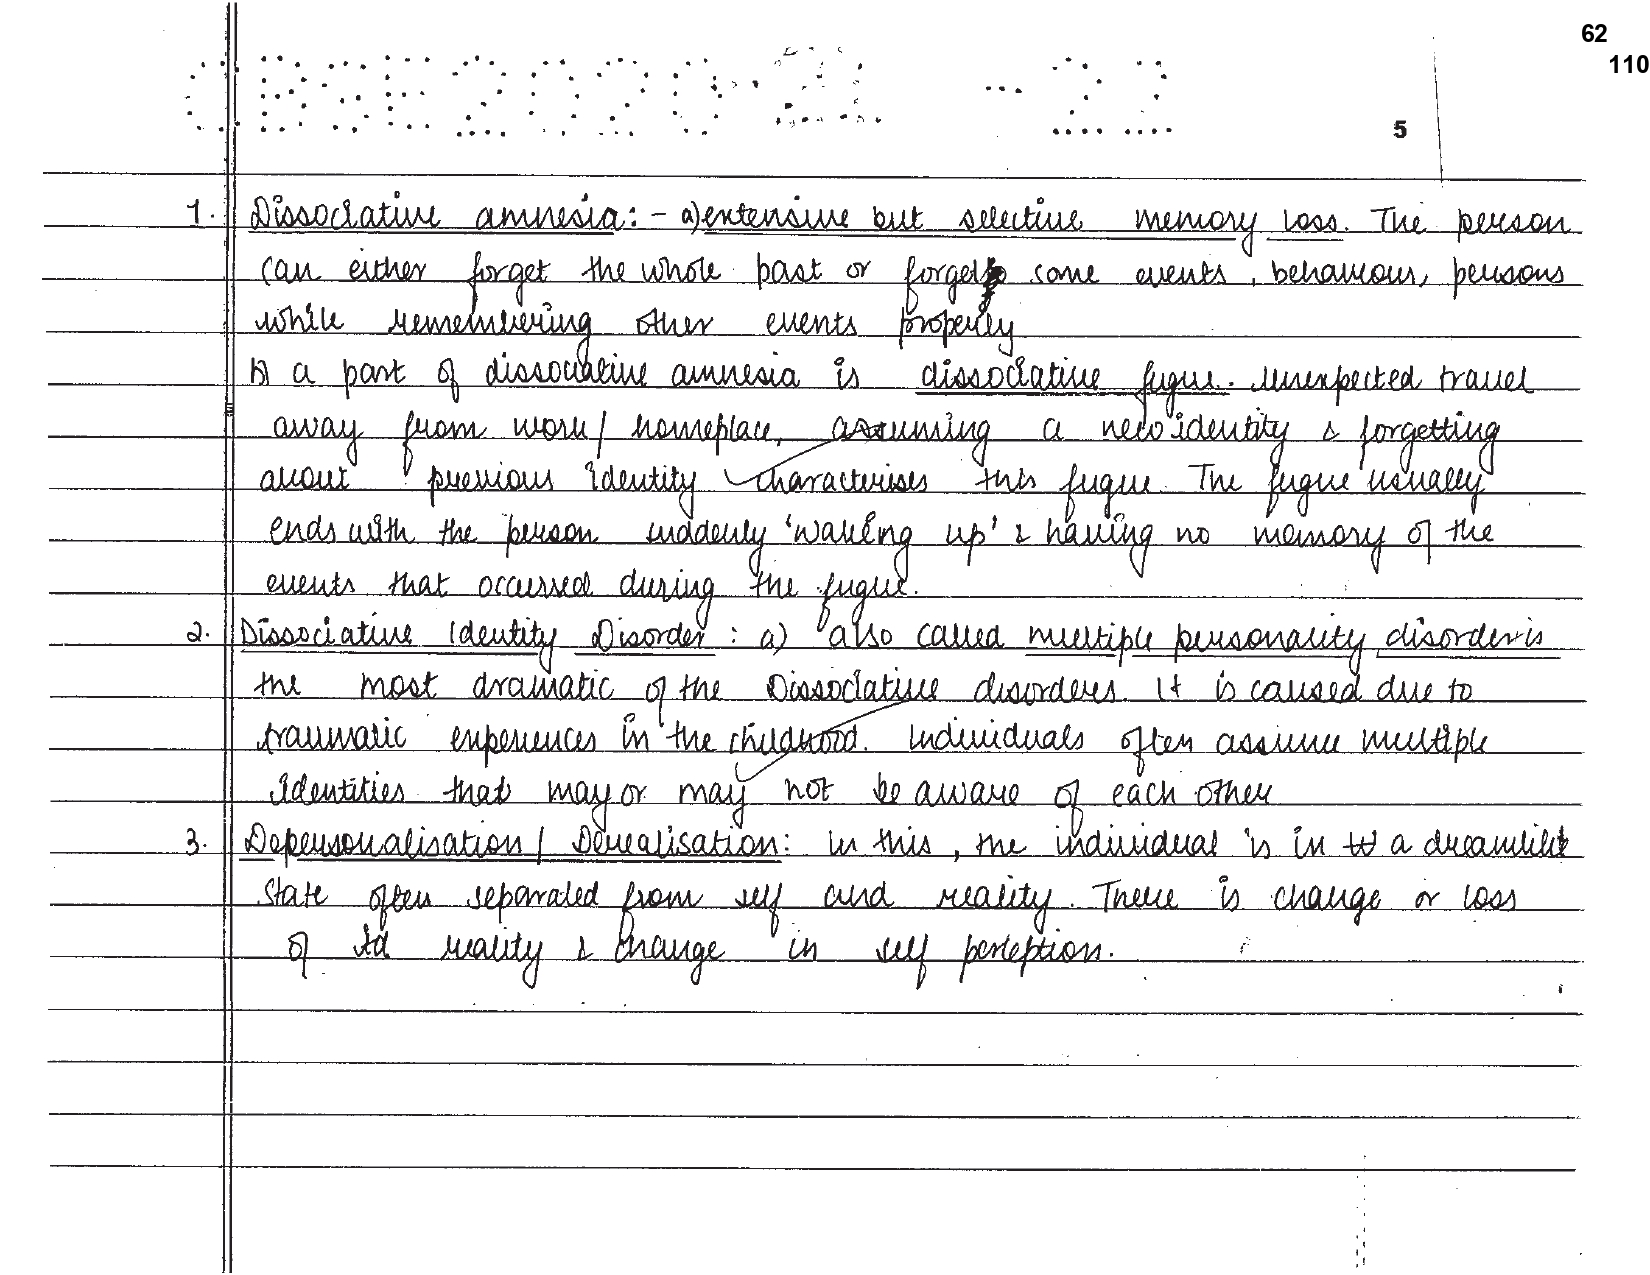 62
110
CBSE2020-21 -22
5
1. Dissociative amnesia: - a) extensive but selective memory loss. The person
can either forget the whole past or forget some events, behaviours, persons
while remembering other events properly
b) a part of dissociative amnesia is dissociative fugue. Unexpected travel
away from work/ homeplace, assuming a new identity & forgetting
about previous identity characterises this fugue. The fugue usually
ends with the person suddenly 'waking up' & having no memory of the
events that occurred during the fugue.
2. Dissociative Identity Disorder : a) also called multiple personality disorder is
the most dramatic of the Dissociative disorders. It is caused due to
traumatic experiences in the childhood. Individuals often assume multiple
identities that may or may not be aware of each other
3. Depersonalisation / Derealisation: In this, the individual is in a dreamlike
state often separated from self and reality. There is change or loss
of reality & change in self perception.